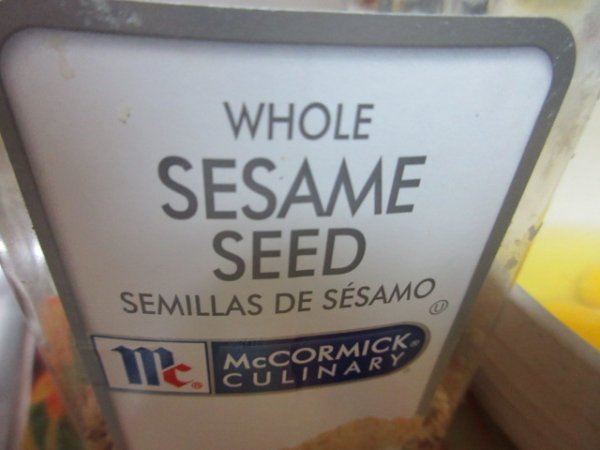 WHOLE
SESAME
SEED
SEMILLAS DE SÉSAMO Ⓤ
Mc®
McCORMICK®
CULINARY